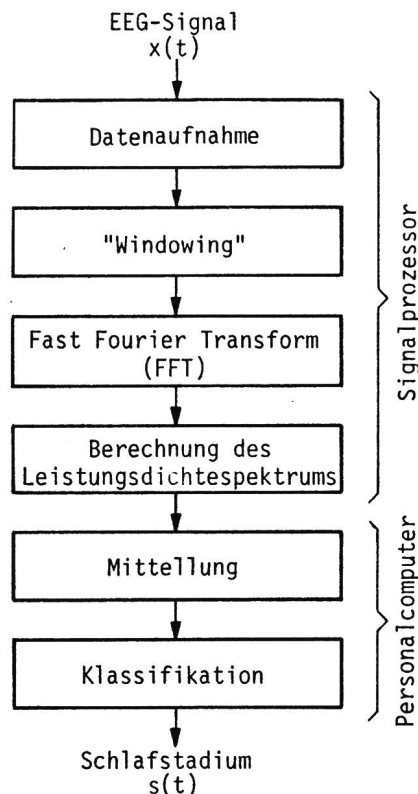 EEG-Signal
x(t)
Datenaufnahme
"Windowing"
Fast Fourier Transform
(FFT)
Berechnung des
Leistungsdichtespektrums
Mittellung
Klassifikation
Schlafstadium
s(t)
Signalprozessor
Personalcomputer